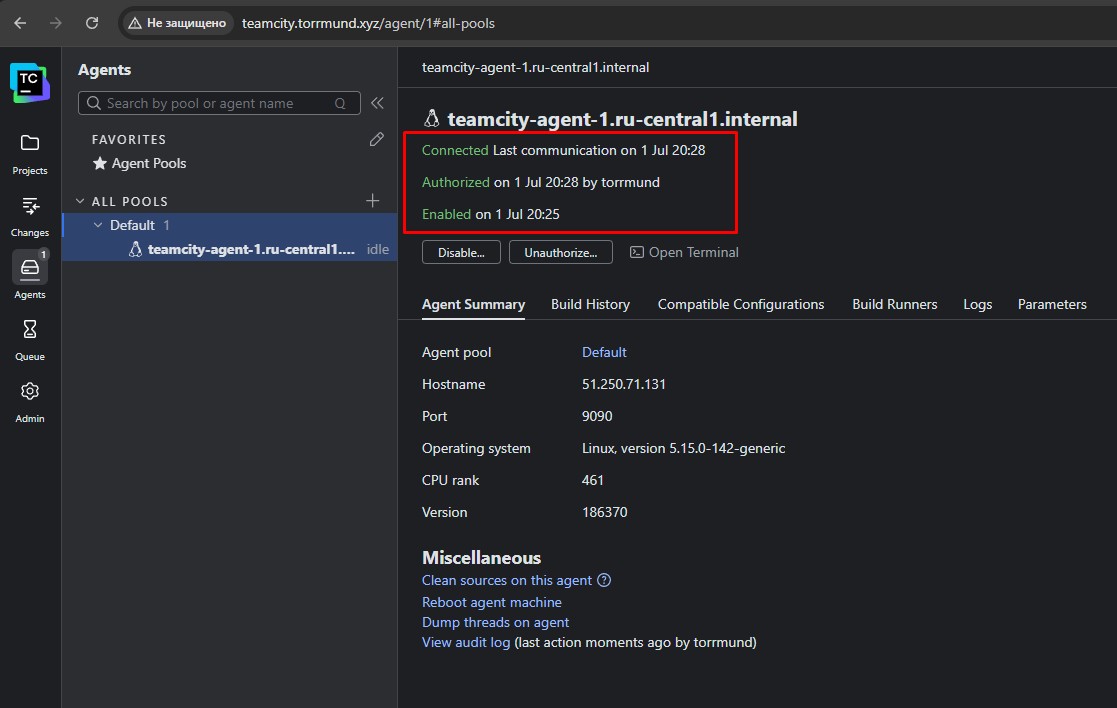 Не защищено teamcity.torrmund.xyz/agent/1#all-pools
TC
Projects
Changes
1
Agents
Queue
Admin
Agents
Search by pool or agent name Q
FAVORITES
Agent Pools
ALL POOLS
Default 1
teamcity-agent-1.ru-central1.... idle
teamcity-agent-1.ru-central1.internal
teamcity-agent-1.ru-central1.internal
Connected Last communication on 1 Jul 20:28
Authorized on 1 Jul 20:28 by torrmund
Enabled on 1 Jul 20:25
Disable... Unauthorize... Open Terminal
Agent Summary Build History Compatible Configurations Build Runners Logs Parameters
Agent pool Default
Hostname 51.250.71.131
Port 9090
Operating system Linux, version 5.15.0-142-generic
CPU rank 461
Version 186370
Miscellaneous
Clean sources on this agent ?
Reboot agent machine
Dump threads on agent
View audit log (last action moments ago by torrmund)